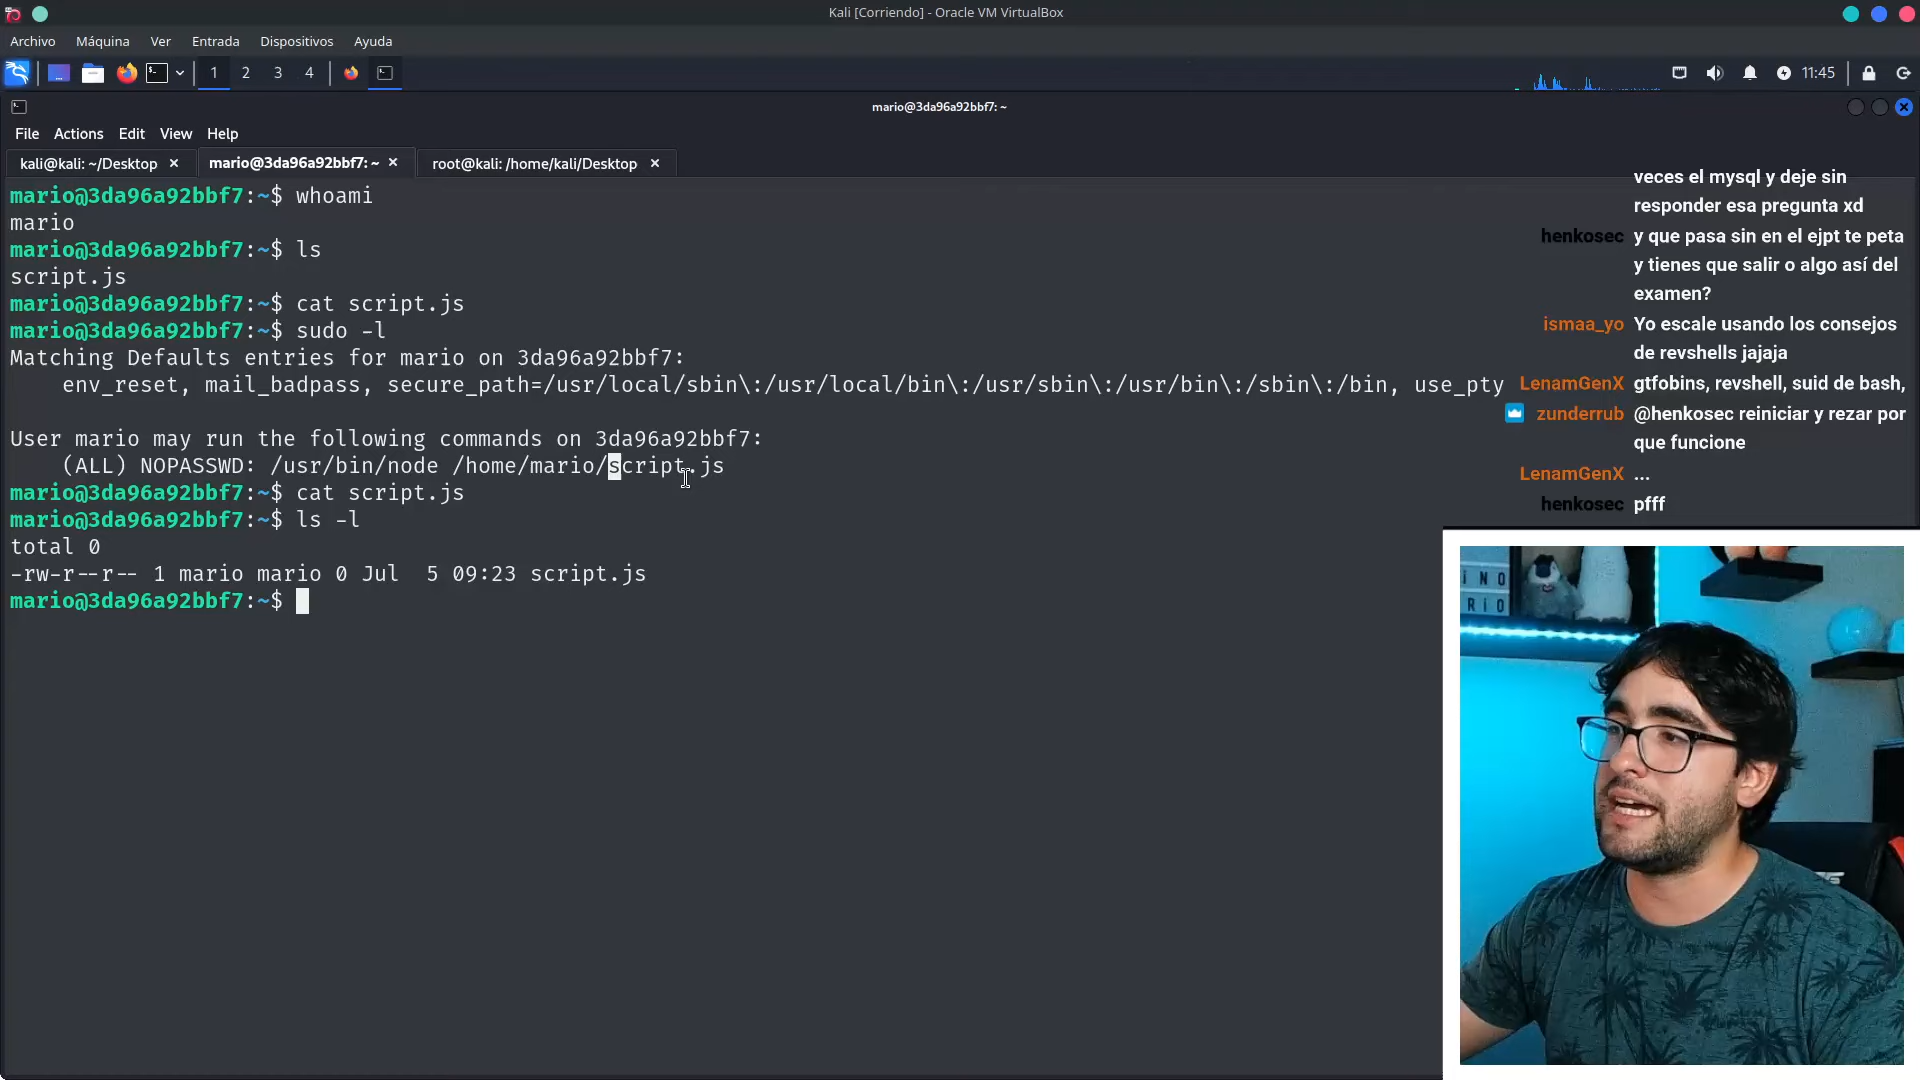 Kali [Corriendo] - Oracle VM VirtualBox
Archivo Máquina Ver Entrada Dispositivos Ayuda
1 2 3 4 11:45
mario@3da96a92bbf7: ~
File Actions Edit View Help
kali@kali: ~/Desktop × mario@3da96a92bbf7: ~ × root@kali: /home/kali/Desktop ×
mario@3da96a92bbf7:~$ whoami
mario
mario@3da96a92bbf7:~$ ls
script.js
mario@3da96a92bbf7:~$ cat script.js
mario@3da96a92bbf7:~$ sudo -l
Matching Defaults entries for mario on 3da96a92bbf7:
env_reset, mail_badpass, secure_path=/usr/local/sbin\:/usr/local/bin\:/usr/sbin\:/usr/bin\:/sbin\:/bin, use_pty
User mario may run the following commands on 3da96a92bbf7:
(ALL) NOPASSWD: /usr/bin/node /home/mario/script.js
mario@3da96a92bbf7:~$ cat script.js
mario@3da96a92bbf7:~$ ls -l
total 0
-rw-r--r-- 1 mario mario 0 Jul  5 09:23 script.js
mario@3da96a92bbf7:~$
veces el mysql y deje sin
responder esa pregunta xd
henkosec y que pasa sin en el ejpt te peta
y tienes que salir o algo así del
examen?
ismaa_yo Yo escale usando los consejos
de revshells jajaja
LenamGenX gtfobins, revshell, suid de bash,
zunderrub @henkosec reiniciar y rezar por
que funcione
LenamGenX ...
henkosec pfff
INO
RIO